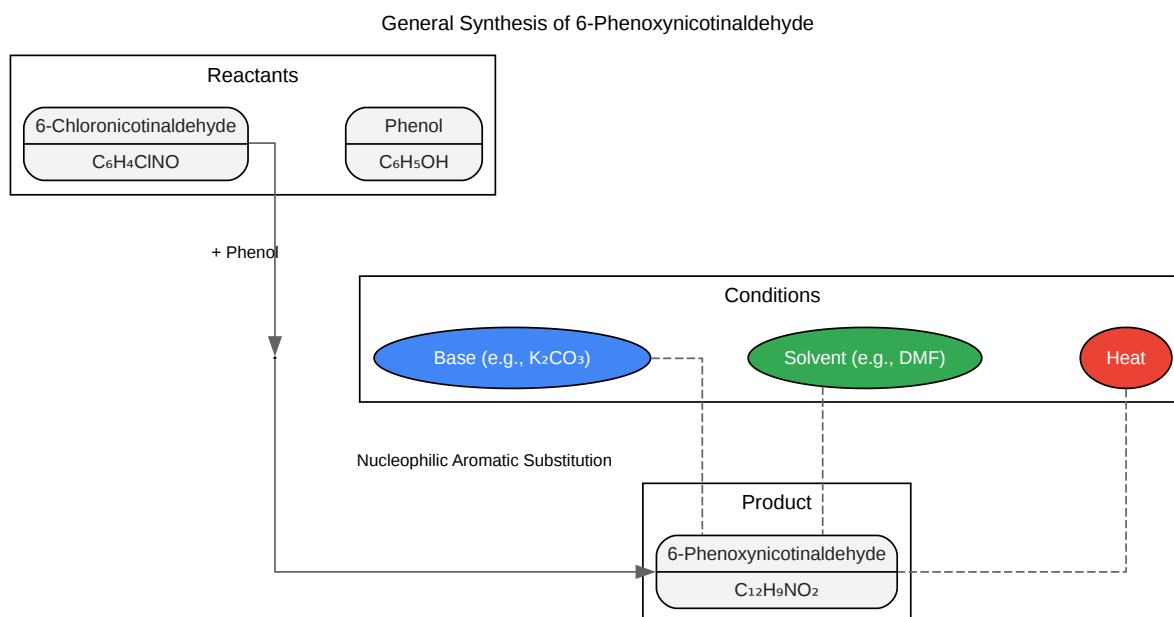 General Synthesis of 6-Phenoxynicotinaldehyde
Reactants
6-Chloronicotinaldehyde
C₆H₄ClNO
Phenol
C₆H₅OH
+ Phenol
Conditions
Base (e.g., K₂CO₃)
Solvent (e.g., DMF)
Heat
Nucleophilic Aromatic Substitution
Product
6-Phenoxynicotinaldehyde
C₁₂H₉NO₂